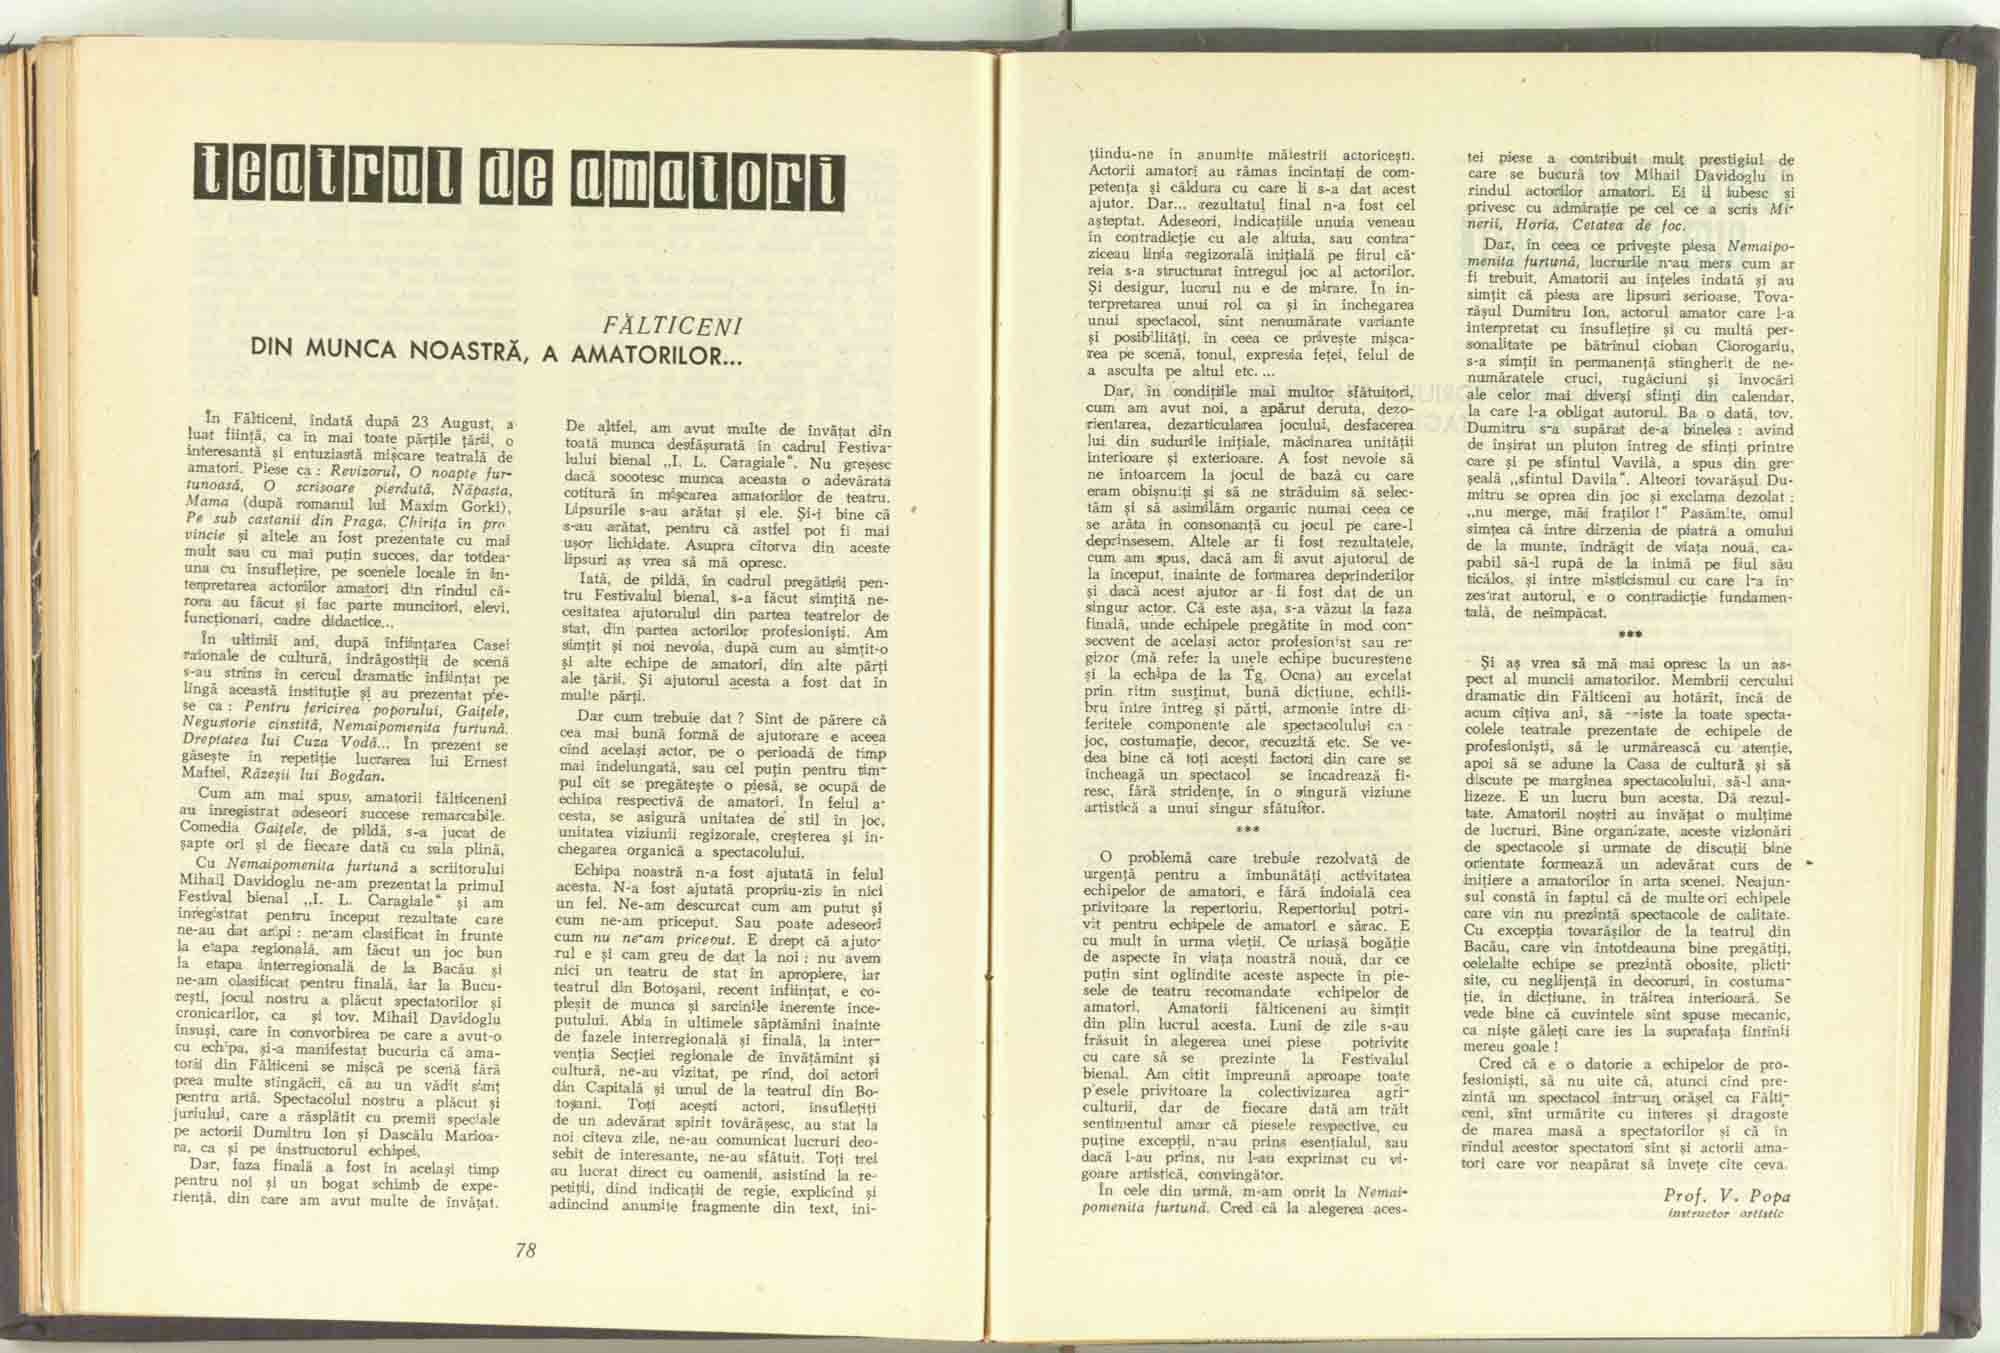 teatrul de amatori
FĂLTICENI
DIN MUNCA NOASTRĂ, A AMATORILOR...
În Fălticeni, îndată după 23 August, a
luat ființă, ca în mai toate părțile țării, o
interesantă și entuziastă mișcare teatrală de
amatori. Piese ca : Revizorul, O noapte fur-
tunoasă, O scrisoare pierdută, Năpasta,
Mama (după romanul lui Maxim Gorki),
Pe sub castanii din Praga, Chirița în pro
vincie și altele au fost prezentate cu mai
mult sau cu mai puțin succes, dar totdea-
una cu însuflețire, pe scenele locale în în-
terpretarea actorilor amatori din rîndul că-
rora au făcut și fac parte muncitori, elevi,
funcționari, cadre didactice...
În ultimii ani, după înființarea Casei
raionale de cultură, îndrăgostiții de scenă
s-au strîns în cercul dramatic înființat pe
lîngă această instituție și au prezentat pie-
se ca : Pentru fericirea poporului, Gaițele,
Negustorie cinstită, Nemaipomenita furtună.
Dreptatea lui Cuza Vodă... În prezent se
găsește în repetiție lucrarea lui Ernest
Maftei, Răzeșii lui Bogdan.
Cum am mai spus, amatorii fălticeneni
au înregistrat adeseori succese remarcabile.
Comedia Gaițele, de pildă, s-a jucat de
șapte ori și de fiecare dată cu sala plină.
Cu Nemaipomenita furtună a scriitorului
Mihail Davidoglu ne-am prezentat la primul
Festival bienal „I. L. Caragiale" și am
înregistrat pentru început rezultate care
ne-au dat aripi : ne-am clasificat în frunte
la etapa regională, am făcut un joc bun
la etapa interregională de la Bacău și
ne-am clasificat pentru finală, iar la Bucu-
rești, jocul nostru a plăcut spectatorilor și
cronicarilor, ca și tov. Mihail Davidoglu
însuși, care în convorbirea pe care a avut-o
cu echipa, și-a manifestat bucuria că ama-
torii din Fălticeni se mișcă pe scenă fără
prea multe stîngăcii, că au un vădit simț
pentru artă. Spectacolul nostru a plăcut și
juriului, care a răsplătit cu premii speciale
pe actorii Dumitru Ion și Dascălu Marioa-
ra, ca și pe instructorul echipei.
Dar, faza finală a fost în același timp
pentru noi și un bogat schimb de expe-
riență, din care am avut multe de învățat.
De altfel, am avut multe de învățat din
toată munca desfășurată în cadrul Festiva-
lului bienal „I. L. Caragiale". Nu greșesc
dacă socotesc munca aceasta o adevărata
cotitură în mișcarea amatorilor de teatru.
Lipsurile s-au arătat și ele. Și-i bine că
s-au arătat, pentru că astfel pot fi mai
ușor lichidate. Asupra cîtorva din aceste
lipsuri aș vrea să mă opresc.
Iată, de pildă, în cadrul pregătirii pen-
tru Festivalul bienal, s-a făcut simțită ne-
cesitatea ajutorului din partea teatrelor de
stat, din partea actorilor profesioniști. Am
simțit și noi nevoia, după cum au simțit-o
și alte echipe de amatori, din alte părți
ale țării. Și ajutorul acesta a fost dat în
multe părți.
Dar cum trebuie dat ? Sînt de părere că
cea mai bună formă de ajutorare e aceea
cînd același actor, pe o perioadă de timp
mai îndelungată, sau cel puțin pentru tim-
pul cît se pregătește o piesă, se ocupă de
echipa respectivă de amatori. În felul a-
cesta, se asigură unitatea de stil în joc,
unitatea viziunii regizorale, creșterea și în-
chegarea organică a spectacolului.
Echipa noastră n-a fost ajutată în felul
acesta. N-a fost ajutată propriu-zis în nici
un fel. Ne-am descurcat cum am putut și
cum ne-am priceput. Sau poate adeseori
cum nu ne-am priceput. E drept că ajuto-
rul e și cam greu de dat la noi : nu avem
nici un teatru de stat în apropiere, iar
teatrul din Botoșani, recent înființat, e co-
pleșit de munca și sarcinile inerente înce-
putului. Abia în ultimele săptămîni înainte
de fazele interregională și finală, la inter-
venția Secției regionale de învățămînt și
cultură, ne-au vizitat, pe rînd, doi actori
din Capitală și unul de la teatrul din Bo-
toșani. Toți acești actori, însuflețiți
de un adevărat spirit tovărășesc, au stat la
noi cîteva zile, ne-au comunicat lucruri deo-
sebit de interesante, ne-au sfătuit. Toți trei
au lucrat direct cu oamenii, asistînd la re-
petiții, dînd indicații de regie, explicînd și
adîncind anumite fragmente din text, ini-
78
țiindu-ne în anumite măiestrii actoricești.
Actorii amatori au rămas încîntați de com-
petența și căldura cu care li s-a dat acest
ajutor. Dar... rezultatul final n-a fost cel
așteptat. Adeseori, indicațiile unuia veneau
în contradicție cu ale altuia, sau contra-
ziceau linia regizorală inițială pe firul că-
reia s-a structurat întregul joc al actorilor.
Și desigur, lucrul nu e de mirare. În in-
terpretarea unui rol ca și în închegarea
unui spectacol, sînt nenumărate variante
și posibilități, în ceea ce privește mișca-
rea pe scenă, tonul, expresia feței, felul de
a asculta pe altul etc. ...
Dar, în condițiile mai multor sfătuitori,
cum am avut noi, a apărut deruta, dezo-
rientarea, dezarticularea jocului, desfacerea
lui din sudurile inițiale, măcinarea unității
interioare și exterioare. A fost nevoie să
ne întoarcem la jocul de bază cu care
eram obișnuiți și să ne străduim să selec-
tăm și să asimilăm organic numai ceea ce
se arăta în consonanță cu jocul pe care-l
deprinsesem. Altele ar fi fost rezultatele,
cum am spus, dacă am fi avut ajutorul de
la început, înainte de formarea deprinderilor
și dacă acest ajutor ar fi fost dat de un
singur actor. Că este așa, s-a văzut la faza
finală, unde echipele pregătite în mod con-
secvent de același actor profesionist sau re-
gizor (mă refer la unele echipe bucureștene
și la echipa de la Tg. Ocna) au excelat
prin ritm susținut, bună dicțiune, echili-
bru între întreg și părți, armonie între di-
feritele componente ale spectacolului ca
joc, costumație, decor, recuzită etc. Se ve-
dea bine că toți acești factori din care se
încheagă un spectacol se încadrează fi-
resc, fără stridențe, în o singură viziune
artistică a unui singur sfătuitor.
***
O problemă care trebuie rezolvată de
urgență pentru a îmbunătăți activitatea
echipelor de amatori, e fără îndoială cea
privitoare la repertoriu. Repertoriul potri-
vit pentru echipele de amatori e sărac. E
cu mult în urma vieții. Ce uriașă bogăție
de aspecte în viața noastră nouă, dar ce
puțin sînt oglindite aceste aspecte în pie-
sele de teatru recomandate echipelor de
amatori. Amatorii fălticeneni au simțit
din plin lucrul acesta. Luni de zile s-au
frăsuit în alegerea unei piese potrivite
cu care să se prezinte la Festivalul
bienal. Am citit împreună aproape toate
piesele privitoare la colectivizarea agri-
culturii, dar de fiecare dată am trăit
sentimentul amar că piesele respective, cu
puține excepții, n-au prins esențialul, sau
dacă l-au prins, nu l-au exprimat cu vi-
goare artistică, convingător.
În cele din urmă, m-am oprit la Nemai-
pomenita furtună. Cred că la alegerea aces-
tei piese a contribuit mult prestigiul de
care se bucură tov Mihail Davidoglu în
rîndul actorilor amatori. Ei îl iubesc și
privesc cu admirație pe cel ce a scris Mi-
nerii, Horia, Cetatea de foc.
Dar, în ceea ce privește piesa Nemaipo-
menita furtună, lucrurile n-au mers cum ar
fi trebuit. Amatorii au înțeles îndată și au
simțit că piesa are lipsuri serioase. Tova-
rășul Dumitru Ion, actorul amator care l-a
interpretat cu însuflețire și cu multă per-
sonalitate pe bătrînul cioban Ciorogariu,
s-a simțit în permanență stingherit de ne-
număratele cruci, rugăciuni și invocări
ale celor mai diverși sfinți din calendar,
la care l-a obligat autorul. Ba o dată, tov.
Dumitru s-a supărat de-a binelea : avînd
de înșirat un pluton întreg de sfinți printre
care și pe sfîntul Vavilă, a spus din gre-
șeală „sfîntul Davila". Alteori tovarășul Du-
mitru se oprea din joc și exclama dezolat :
„nu merge, măi fraților !" Pasămite, omul
simțea că între dîrzenia de piatră a omului
de la munte, îndrăgit de viața nouă, ca-
pabil să-l rupă de la inimă pe fiul său
ticălos, și între misticismul cu care l-a în-
zestrat autorul, e o contradicție fundamen-
tală, de neîmpăcat.
***
Și aș vrea să mă mai opresc la un as-
pect al muncii amatorilor. Membrii cercului
dramatic din Fălticeni au hotărît, încă de
acum cîțiva ani, să iste la toate specta-
colele teatrale prezentate de echipele de
profesioniști, să le urmărească cu atenție,
apoi să se adune la Casa de cultură și să
discute pe marginea spectacolului, să-l ana-
lizeze. E un lucru bun acesta. Dă rezul-
tate. Amatorii noștri au învățat o mulțime
de lucruri. Bine organizate, aceste vizionări
de spectacole și urmate de discuții bine
orientate formează un adevărat curs de
inițiere a amatorilor în arta scenei. Neajun-
sul constă în faptul că de multe ori echipele
care vin nu prezintă spectacole de calitate.
Cu excepția tovarășilor de la teatrul din
Bacău, care vin întotdeauna bine pregătiți,
celelalte echipe se prezintă obosite, plicti-
site, cu neglijență în decoruri, în costuma-
ție, în dicțiune, în trăirea interioară. Se
vede bine că cuvintele sînt spuse mecanic,
ca niște găleți care ies la suprafața fîntînii
mereu goale !
Cred că e o datorie a echipelor de pro-
fesioniști, să nu uite că, atunci cînd pre-
zintă un spectacol într-un orășel ca Fălti-
ceni, sînt urmărite cu interes și dragoste
de marea masă a spectatorilor și că în
rîndul acestor spectatori sînt și actorii ama-
tori care vor neapărat să învețe cîte ceva.
Prof. V. Popa
instructor artistic